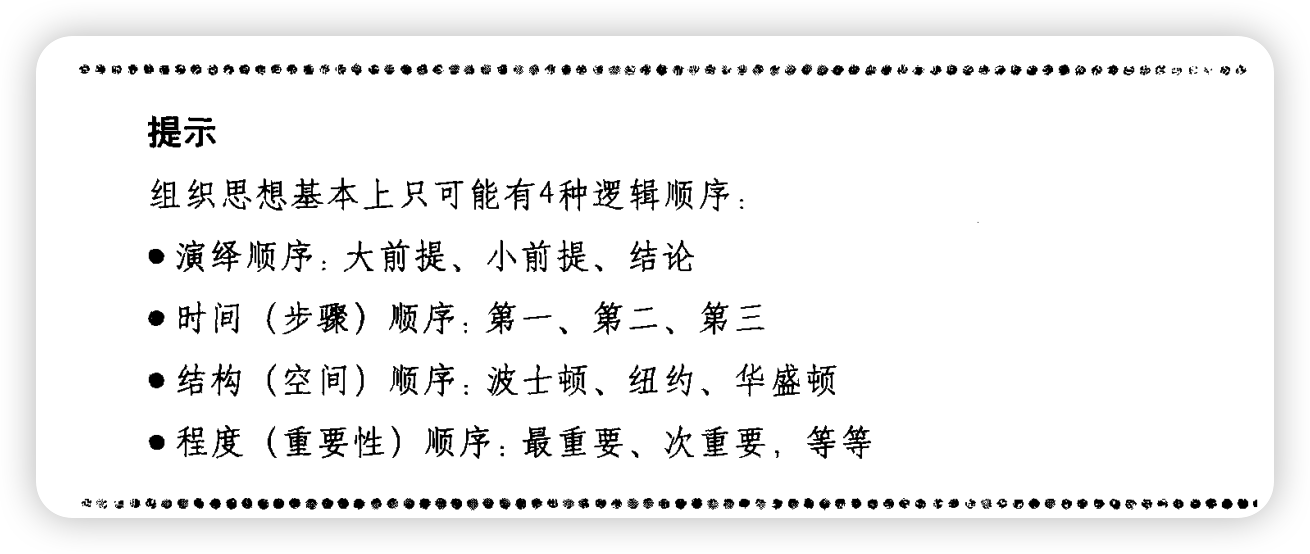 提示
组织思想基本上只可能有4种逻辑顺序：
●演绎顺序：大前提、小前提、结论
●时间（步骤）顺序：第一、第二、第三
●结构（空间）顺序：波士顿、纽约、华盛顿
●程度（重要性）顺序：最重要、次重要，等等